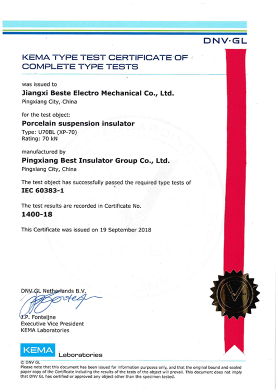 DNV·GL
KEMA TYPE TEST CERTIFICATE OF
COMPLETE TYPE TESTS
was issued to
Jiangxi Beste Electro Mechanical Co., Ltd.
Pingxiang City, China
for the test object:
Porcelain suspension insulator
Type: U70BL (XP-70)
Rating: 70 kN
manufactured by
Pingxiang Best Insulator Group Co., Ltd.
Pingxiang City, China
The test object has successfully passed the required type tests of
IEC 60383-1
The test results are recorded in Certificate No.
1400-18
This Certificate was issued on 19 September 2018
DNV GL Netherlands B.V.
J.P. Fonteijne
Executive Vice President
KEMA Laboratories
KEMA Laboratories
© DNV GL
Please note that this document has been issued for information purposes only, and that the original bound and sealed
paper copy of the Certificate including the results of the tests of the object will prevail. This document does not imply
that DNV GL has certified or approved any object other than the specimen tested.